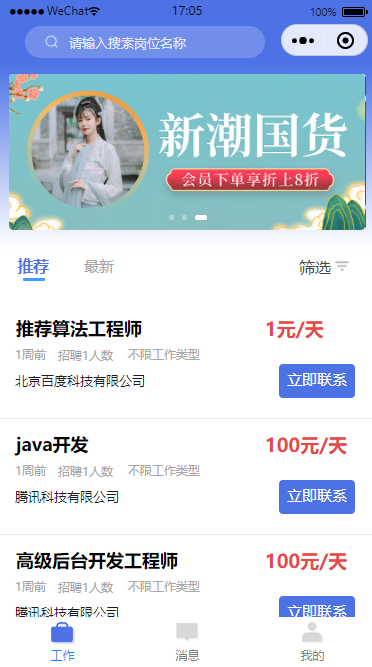 WeChat
17:05
100%
请输入搜索岗位名称
新潮国货
会员下单享折上8折
推荐
最新
筛选
推荐算法工程师
1元/天
1周前 招聘1人数 不限工作类型
北京百度科技有限公司
立即联系
java开发
100元/天
1周前 招聘1人数 不限工作类型
腾讯科技有限公司
立即联系
高级后台开发工程师
100元/天
1周前 招聘1人数 不限工作类型
腾讯科技有限公司
立即联系
工作
消息
我的